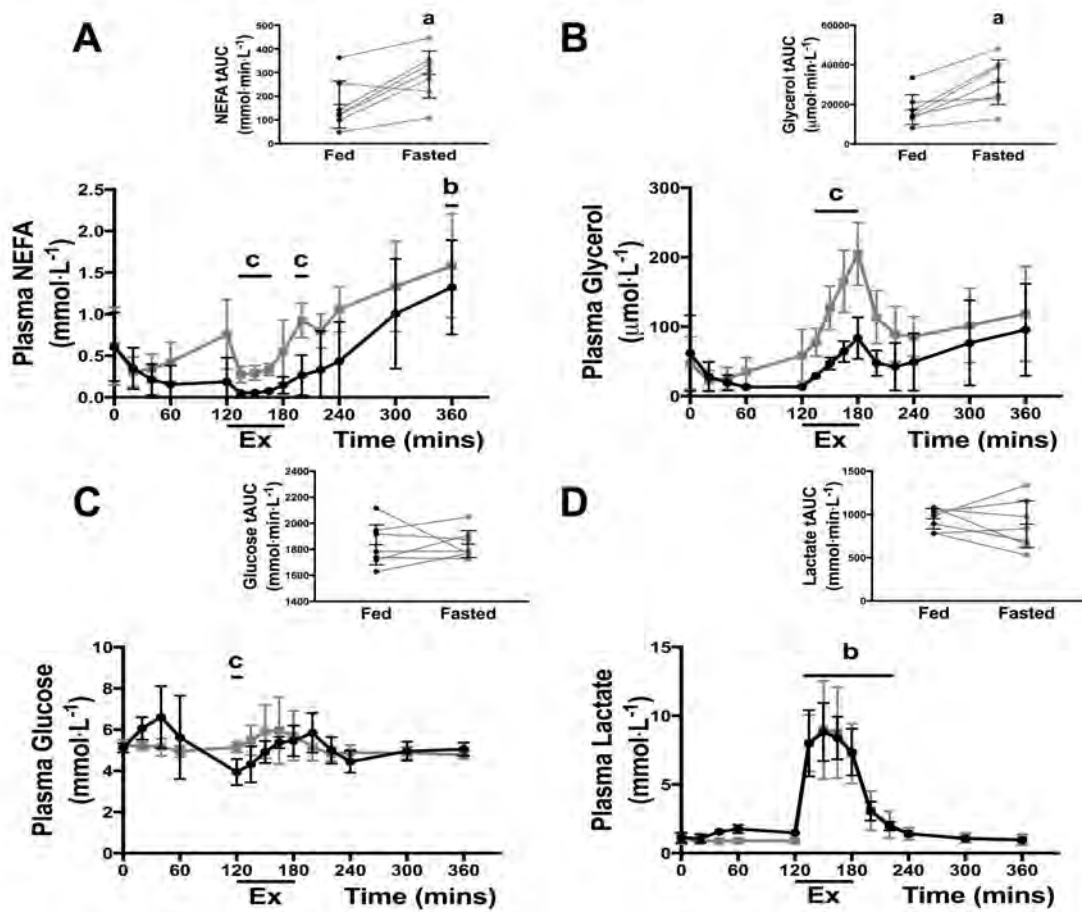 A
NEFA tAUC
(mmol·min·L-1)
500
400
300
200
100
0
a
Fed Fasted
B
Glycerol tAUC
(μmol·min·L-1)
60000
40000
20000
0
a
Fed Fasted
Plasma NEFA
(mmol·L-1)
2.5
2.0
1.5
1.0
0.5
0.0
c c b
0 60 120 180 240 300 360
Ex Time (mins)
Plasma Glycerol
(μmol·L-1)
300
200
100
0
c
0 60 120 180 240 300 360
Ex Time (mins)
C
Glucose tAUC
(mmol·min·L-1)
2400
2200
2000
1800
1600
1400
Fed Fasted
D
Lactate tAUC
(mmol·min·L-1)
1500
1000
500
0
Fed Fasted
Plasma Glucose
(mmol·L-1)
10
8
6
4
2
0
c
0 60 120 180 240 300 360
Ex Time (mins)
Plasma Lactate
(mmol·L-1)
15
10
5
0
b
0 60 120 180 240 300 360
Ex Time (mins)